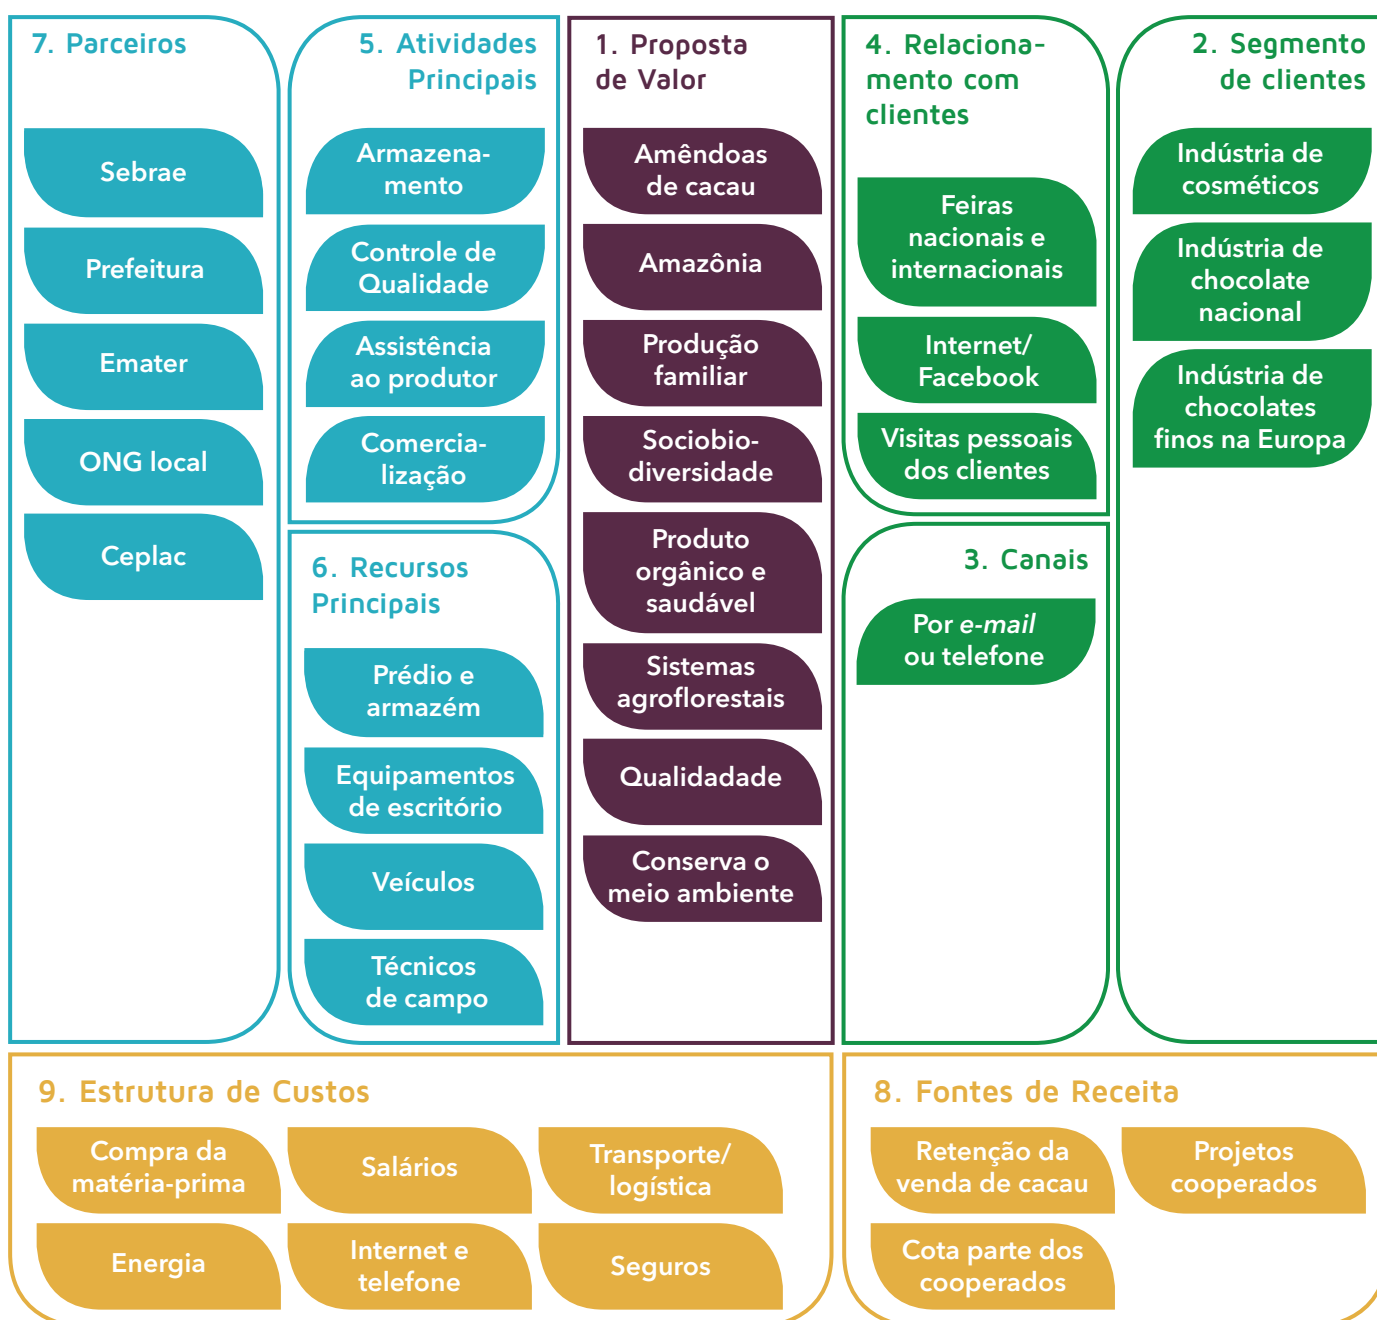 7. Parceiros
Sebrae
Prefeitura
Emater
ONG local
Ceplac
5. Atividades
Principais
Armazena-
mento
Controle de
Qualidade
Assistência
ao produtor
Comercia-
lização
6. Recursos
Principais
Prédio e
armazém
Equipamentos
de escritório
Veículos
Técnicos
de campo
1. Proposta
de Valor
Amêndoas
de cacau
Amazônia
Produção
familiar
Sociobio-
diversidade
Produto
orgânico e
saudável
Sistemas
agroflorestais
Qualidadade
Conserva o
meio ambiente
4. Relaciona-
mento com
clientes
Feiras
nacionais e
internacionais
Internet/
Facebook
Visitas pessoais
dos clientes
3. Canais
Por e-mail
ou telefone
2. Segmento
de clientes
Indústria de
cosméticos
Indústria de
chocolate
nacional
Indústria de
chocolates
finos na Europa
9. Estrutura de Custos
Compra da
matéria-prima
Salários
Transporte/
logística
Energia
Internet e
telefone
Seguros
8. Fontes de Receita
Retenção da
venda de cacau
Projetos
cooperados
Cota parte dos
cooperados